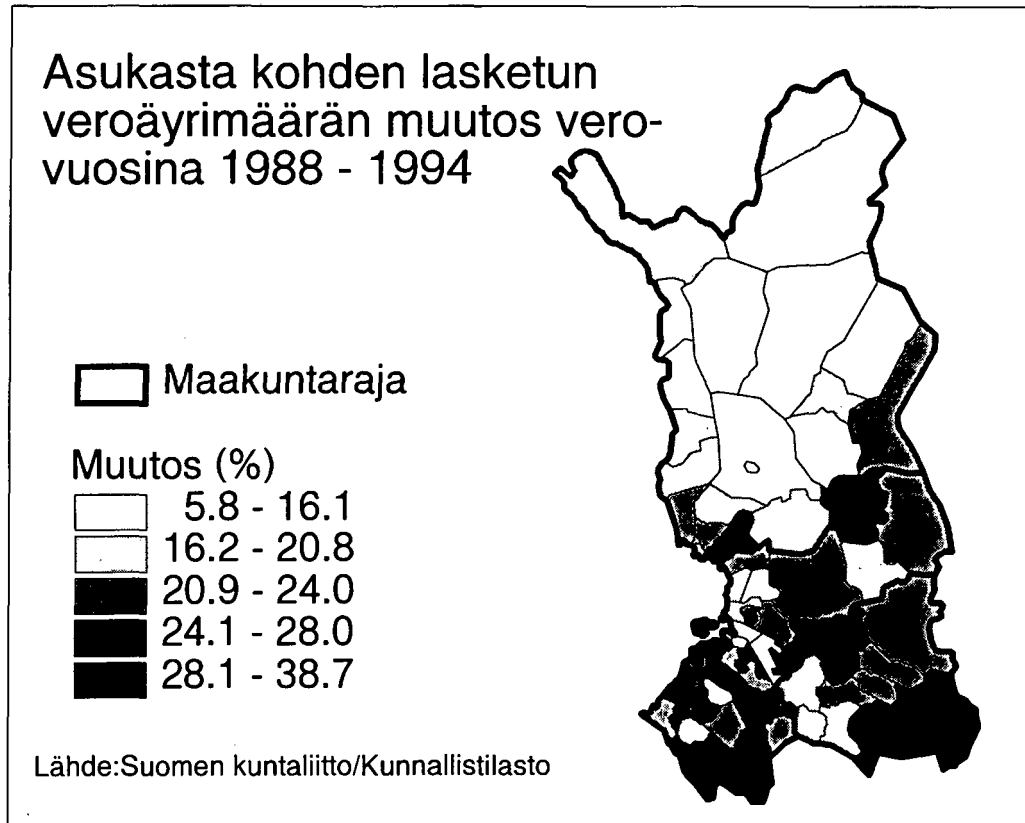 Asukasta kohden lasketun
veroäyrimäärän muutos vero-
vuosina 1988 - 1994
Maakuntaraja
Muutos (%)
5.8 - 16.1
16.2 - 20.8
20.9 - 24.0
24.1 - 28.0
28.1 - 38.7
Lähde:Suomen kuntaliitto/Kunnallistilasto